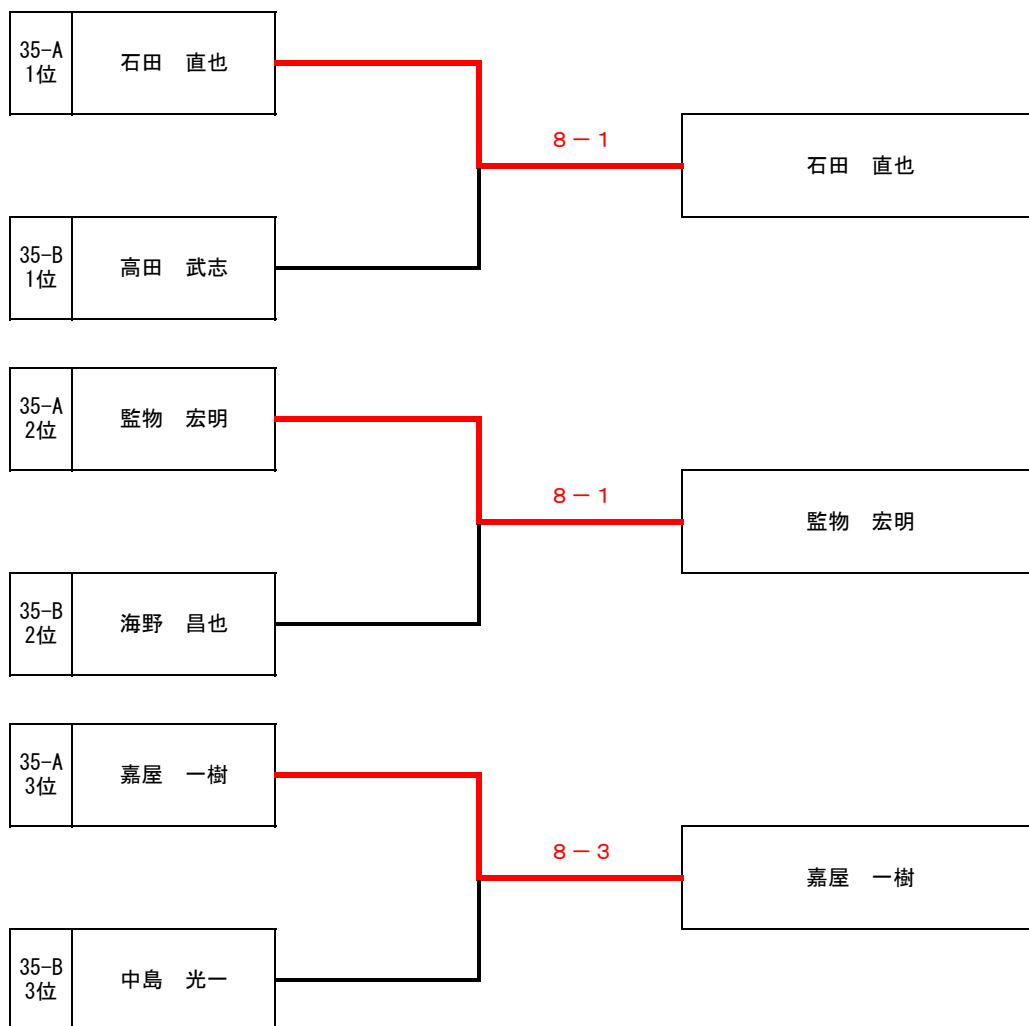 35-A
1位
石田　直也
8－1
石田　直也
35-B
1位
高田　武志
35-A
2位
監物　宏明
8－1
監物　宏明
35-B
2位
海野　昌也
35-A
3位
嘉屋　一樹
8－3
嘉屋　一樹
35-B
3位
中島　光一